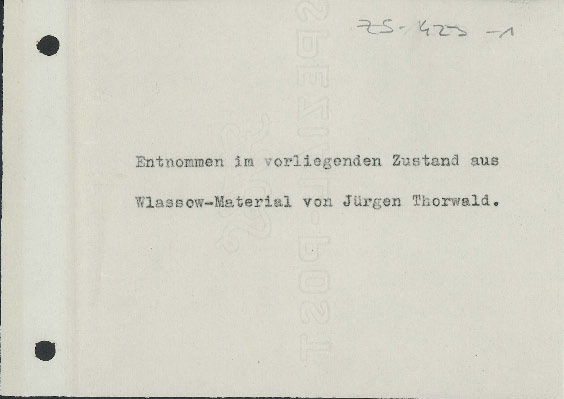 ZS-423-1
Entnommen im vorliegenden Zustand aus
Wlassow-Material von Jürgen Thorwald.